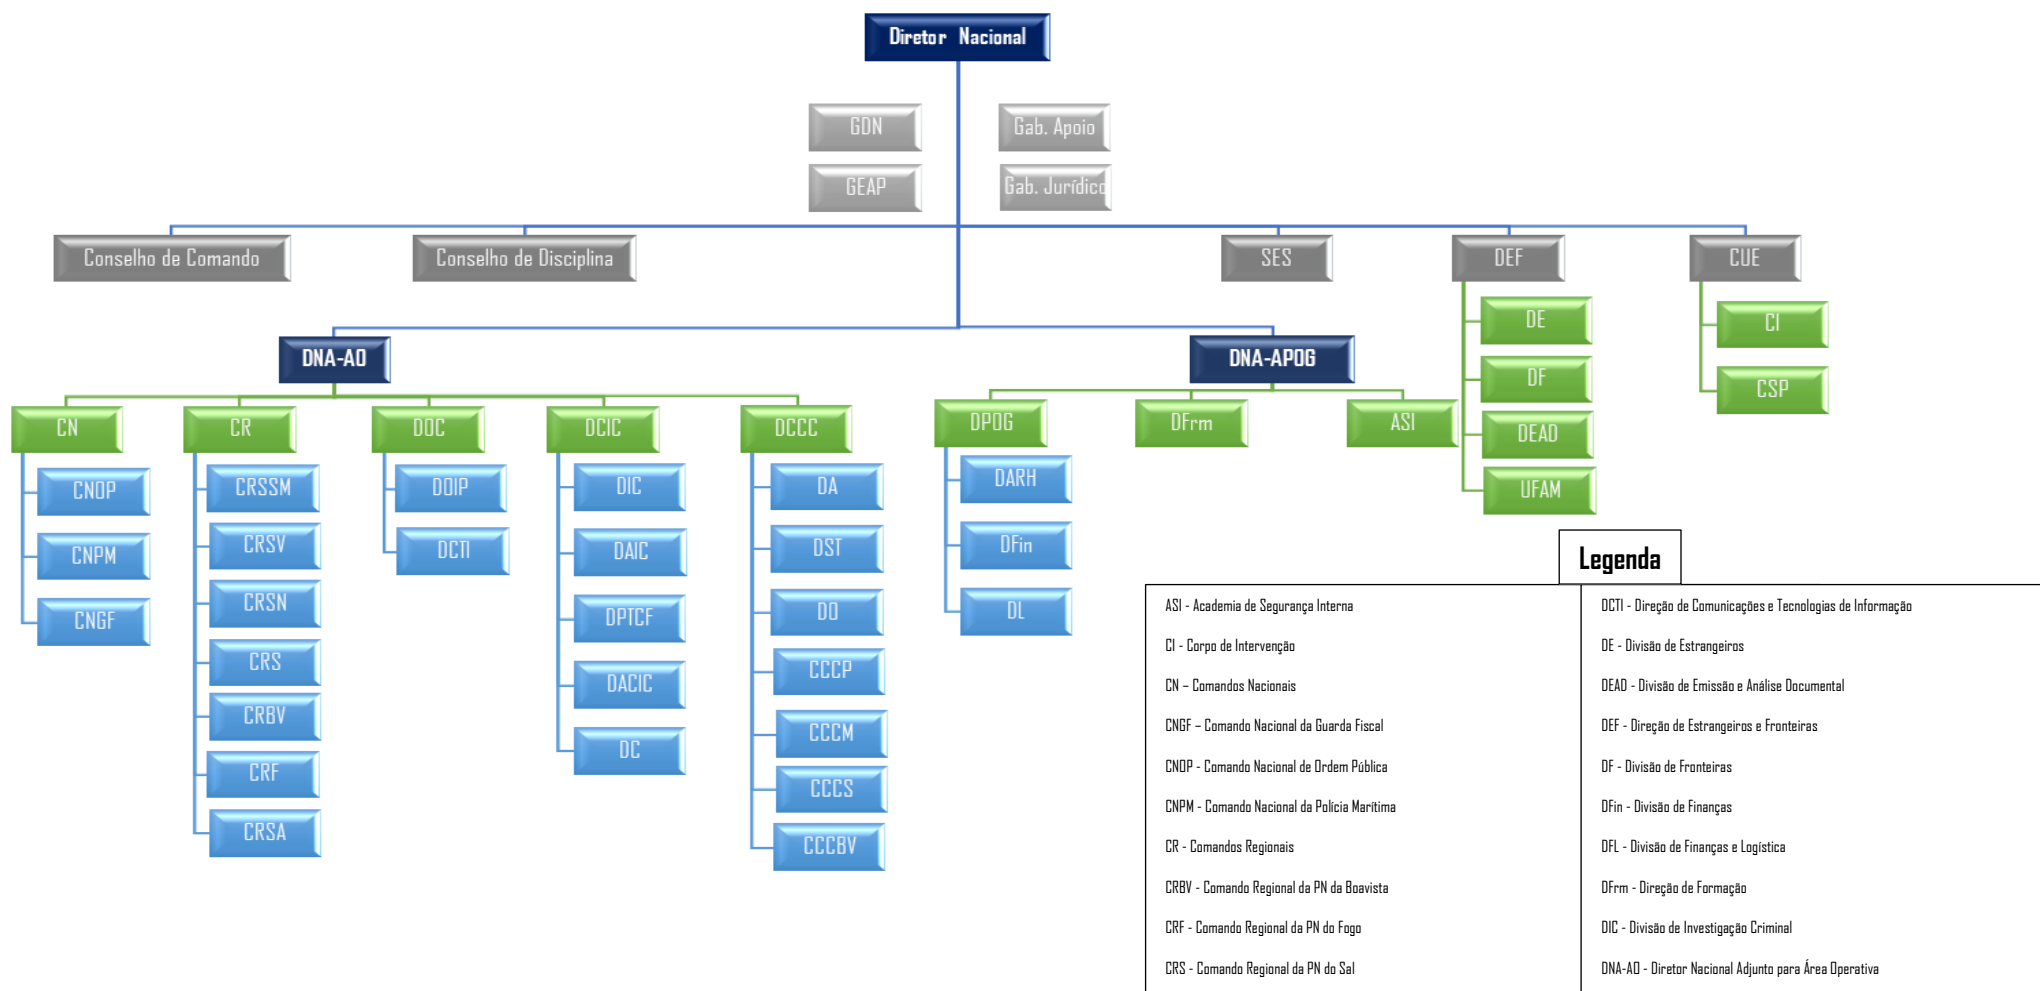 Diretor Nacional
GDN
Gab. Apoio
GEAP
Gab. Jurídico
Conselho de Comando
Conselho de Disciplina
SES
DEF
CUE
DE
DF
DEAD
UFAM
CI
CSP
DNA-AO
DNA-APOG
CN
CR
DOC
DCIC
DCCC
DPOG
DFrm
ASI
CNOP
CNPM
CNGF
CRSSM
CRSV
CRSN
CRS
CRBV
CRF
CRSA
DOIP
DCTI
DIC
DAIC
DPTCF
DACIC
DC
DA
DST
DO
CCCP
CCCM
CCCS
CCCBV
DARH
DFin
DL
Legenda
ASI - Academia de Segurança Interna
CI - Corpo de Intervenção
CN – Comandos Nacionais
CNGF – Comando Nacional da Guarda Fiscal
CNOP - Comando Nacional de Ordem Pública
CNPM - Comando Nacional da Polícia Marítima
CR - Comandos Regionais
CRBV - Comando Regional da PN da Boavista
CRF - Comando Regional da PN do Fogo
CRS - Comando Regional da PN do Sal
DCTI - Direção de Comunicações e Tecnologias de Informação
DE - Divisão de Estrangeiros
DEAD - Divisão de Emissão e Análise Documental
DEF - Direção de Estrangeiros e Fronteiras
DF - Divisão de Fronteiras
DFin - Divisão de Finanças
DFL - Divisão de Finanças e Logística
DFrm - Direção de Formação
DIC - Divisão de Investigação Criminal
DNA-AO - Diretor Nacional Adjunto para Área Operativa